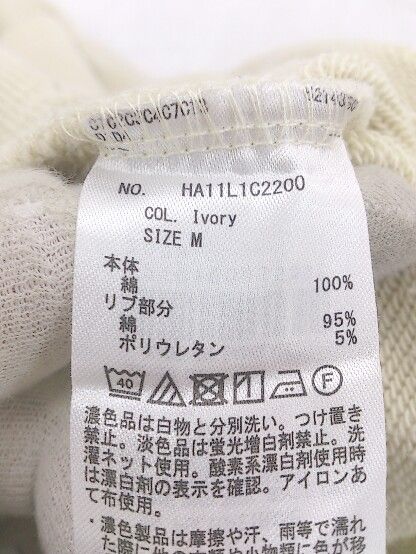 NO. HA11L1C2200
COL. Ivory
SIZE M
本体
綿 100%
リブ部分
綿 95%
ポリウレタン 5%
40 F
濃色品は白物と分別洗い。つけ置き
禁止。淡色品は蛍光増白剤禁止。洗
濯ネット使用。酸素系漂白剤使用時
は漂白剤の表示を確認。アイロンあ
て布使用。
・濃色製品は摩擦や汗、雨等で濡れ